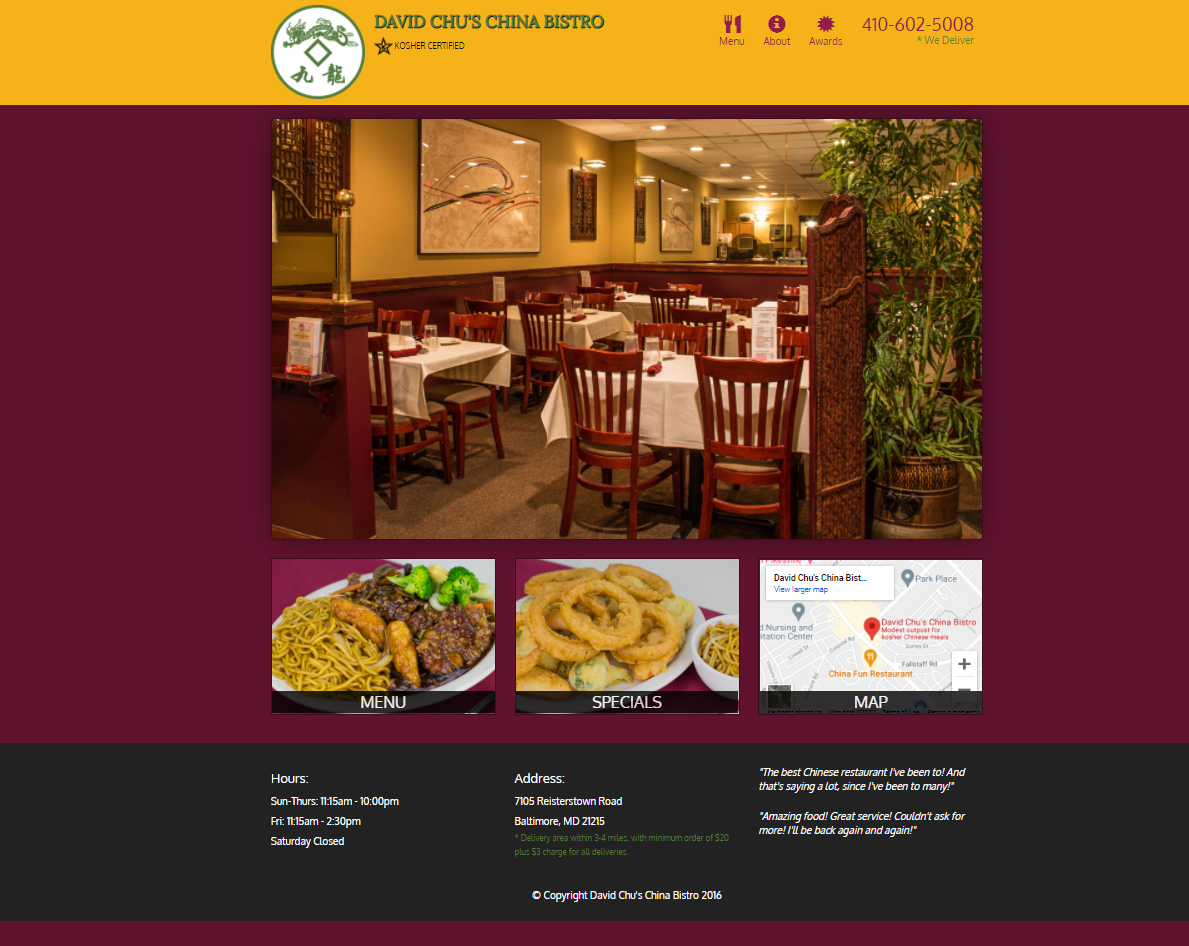 DAVID CHU'S CHINA BISTRO
KOSHER CERTIFIED
九龍
Menu
About
Awards
410-602-5008
* We Deliver
David Chu's China Bist...
View larger map
Park Place
d Nursing and
itation Center
David Chu's China Bistro
Modest outpost for
kosher Chinese meals
Surrey Dr
Colonial Rd
Fallstaff Rd
China Fun Restaurant
MENU
SPECIALS
MAP
Hours:
Sun-Thurs: 11:15am - 10:00pm
Fri: 11:15am - 2:30pm
Saturday Closed
Address:
7105 Reisterstown Road
Baltimore, MD 21215
* Delivery area within 3-4 miles, with minimum order of $20
plus $3 charge for all deliveries.
"The best Chinese restaurant I've been to! And
that's saying a lot, since I've been to many!"
"Amazing food! Great service! Couldn't ask for
more! I'll be back again and again!"
© Copyright David Chu's China Bistro 2016